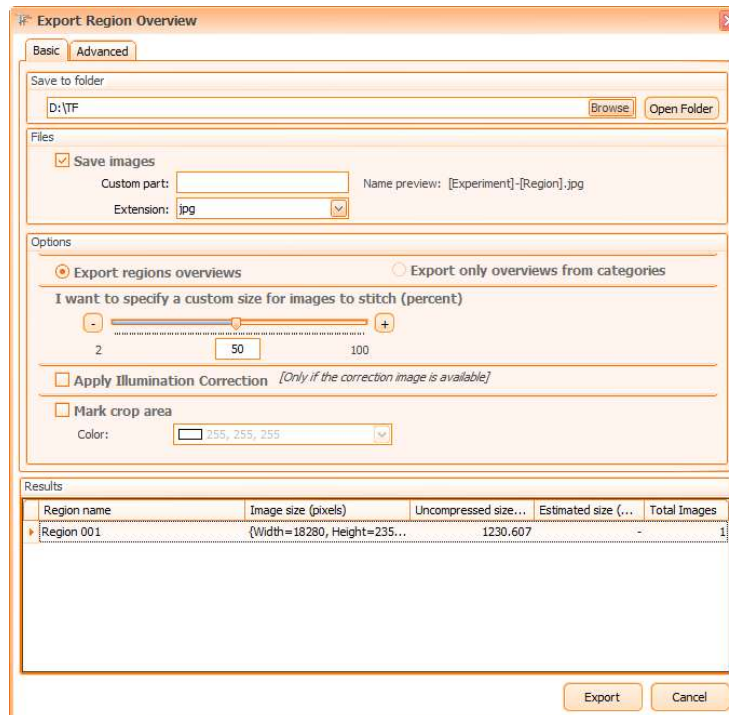 Export Region Overview
Basic Advanced
Save to folder
D:\TF Browse Open Folder
Files
Save images
Custom part: Name preview: [Experiment]-[Region].jpg
Extension: jpg
Options
Export regions overviews Export only overviews from categories
I want to specify a custom size for images to stitch (percent)
- +
2 50 100
Apply Illumination Correction [Only if the correction image is available]
Mark crop area
Color: 255, 255, 255
Results
Region name Image size (pixels) Uncompressed size... Estimated size (... Total Images
Region 001 {Width=18280, Height=235... 1230.607 - 1
Export Cancel